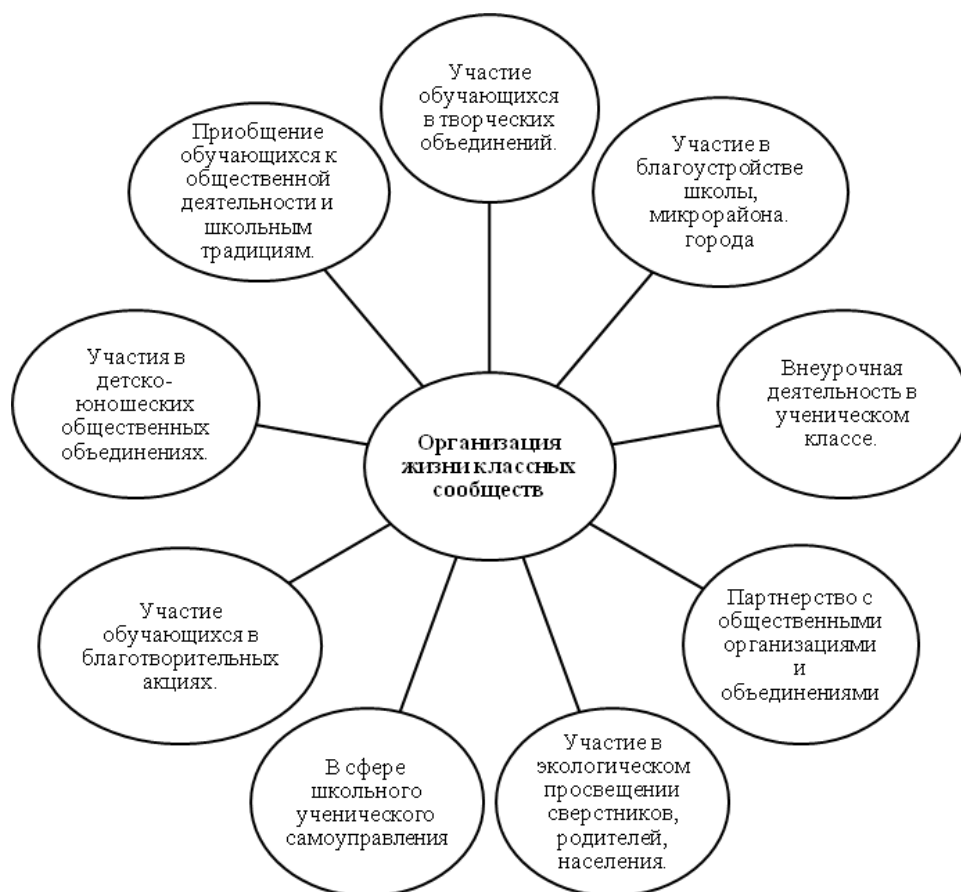 Участие
обучающихся
в творческих
объединений.
Приобщение
обучающихся к
общественной
деятельности и
школьным
традициям.
Участие в
благоустройстве
школы,
микрорайона.
города
Участия в
детско-
юношеских
общественных
объединениях.
Внеурочная
деятельность в
ученическом
классе.
Организация
жизни классных
сообществ
Участие
обучающихся в
благотворительных
акциях.
Партнерство с
общественными
организациями
и
объединениями
В сфере
школьного
ученического
самоуправления
Участие в
экологическом
просвещении
сверстников,
родителей,
населения.